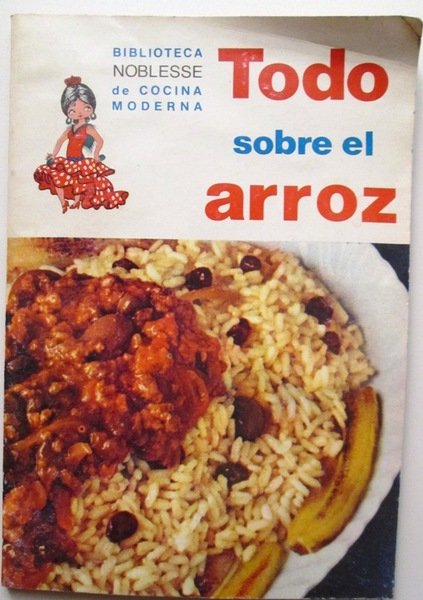 BIBLIOTECA
NOBLESSE
de COCINA
MODERNA
Todo
sobre el
arroz